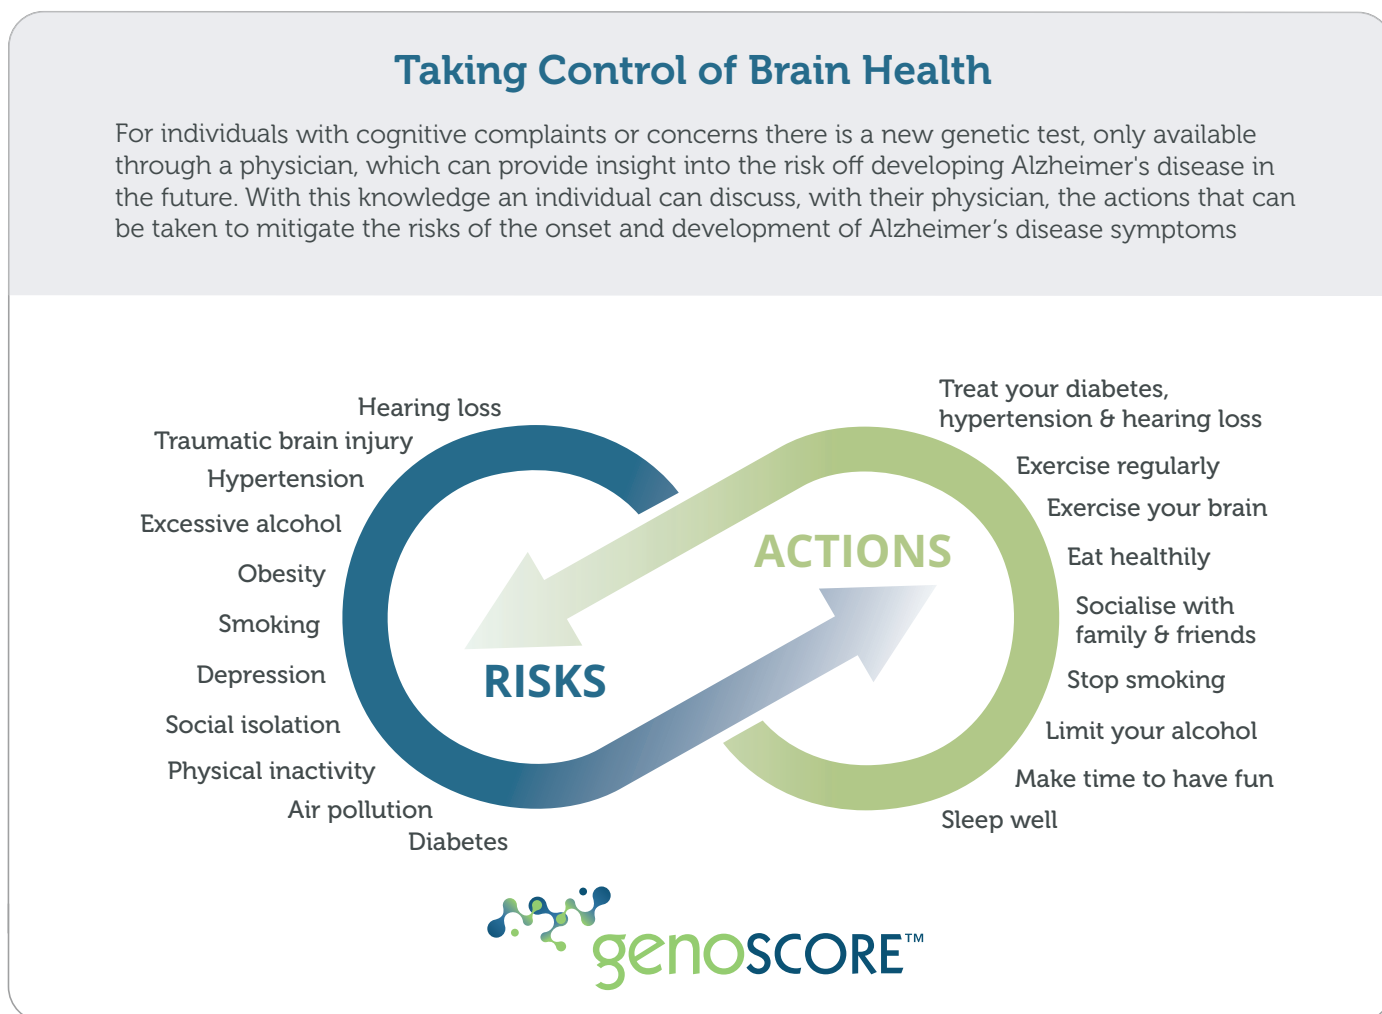 Taking Control of Brain Health
For individuals with cognitive complaints or concerns there is a new genetic test, only available
through a physician, which can provide insight into the risk off developing Alzheimer's disease in
the future. With this knowledge an individual can discuss, with their physician, the actions that can
be taken to mitigate the risks of the onset and development of Alzheimer’s disease symptoms
Hearing loss
Traumatic brain injury
Hypertension
Excessive alcohol
Obesity
Smoking
Depression
Social isolation
Physical inactivity
Air pollution
Diabetes
RISKS
ACTIONS
Treat your diabetes,
hypertension & hearing loss
Exercise regularly
Exercise your brain
Eat healthily
Socialise with
family & friends
Stop smoking
Limit your alcohol
Make time to have fun
Sleep well
genoSCORE™